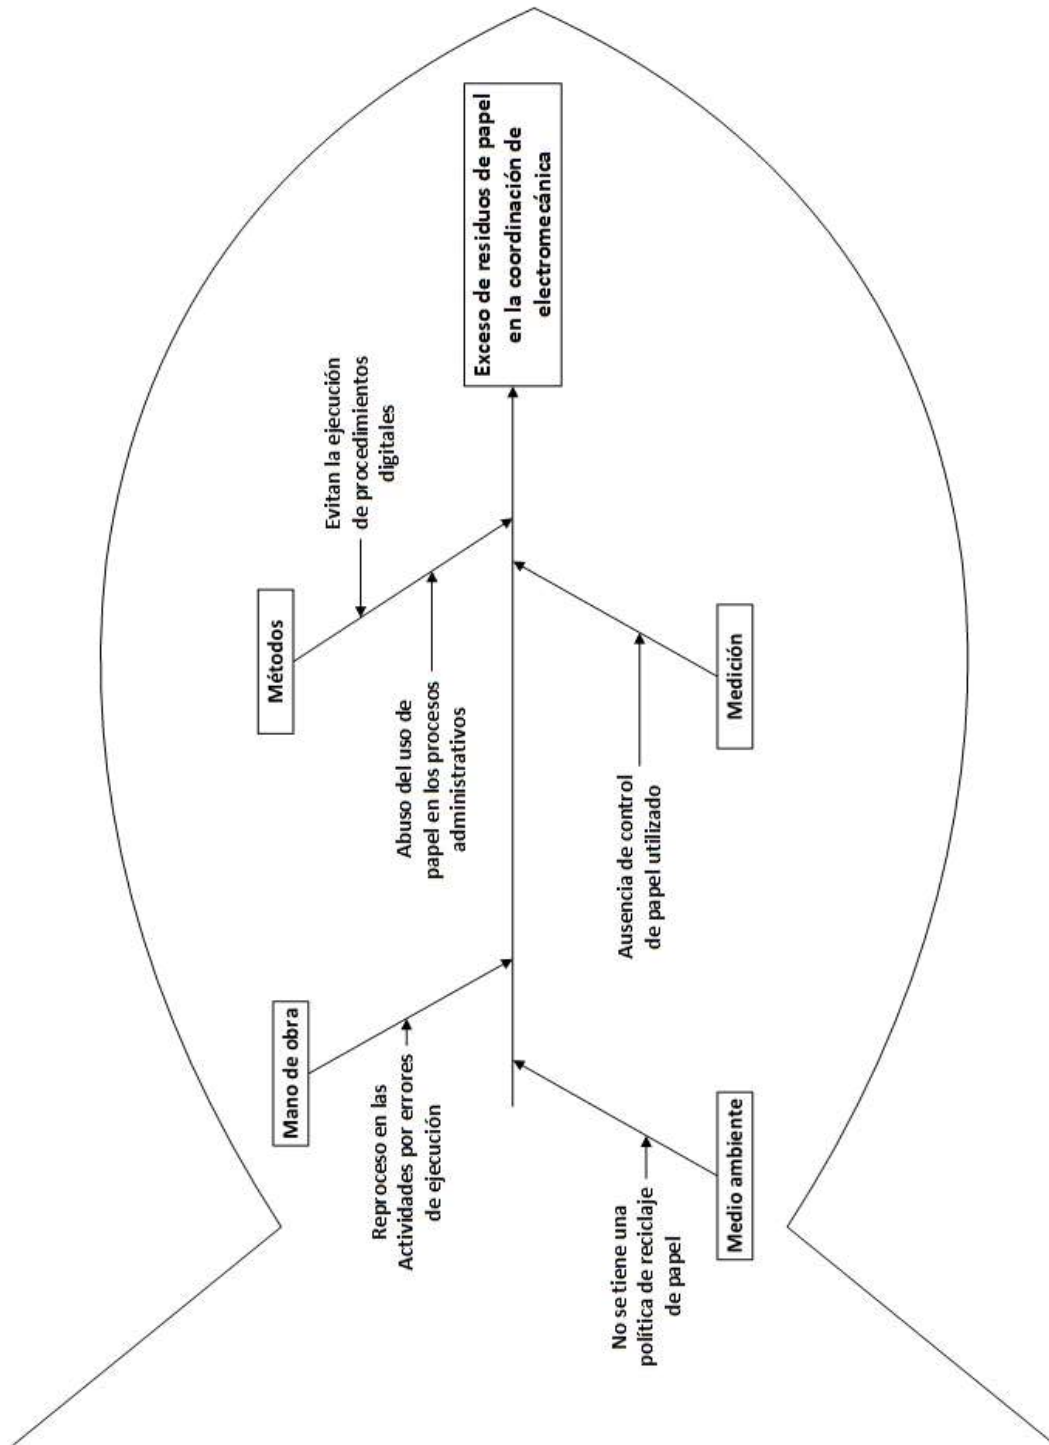 Mano de obra
Reproceso en las
Actividades por errores
de ejecución
Métodos
Evitan la ejecución
de procedimientos
digitales
Abuso del uso de
papel en los procesos
administrativos
Exceso de residuos de papel
en la coordinación de
electromecánica
No se tiene una
política de reciclaje
de papel
Medio ambiente
Ausencia de control
de papel utilizado
Medición